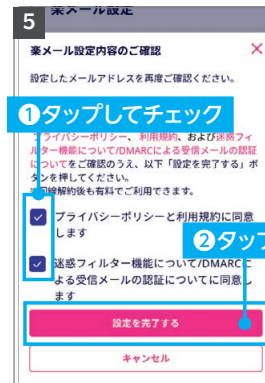 楽メール設定
5
楽メール設定内容のご確認
×
設定したメールアドレスを再度ご確認ください。
❶タップしてチェック
プライバシーポリシー、利用規約、および迷惑フィ
ルター機能について/DMARCによる受信メールの認証
についてをご確認のうえ、以下「設定を完了する」ボ
タンを押してください。
※回線解約後も有料でご利用できます。
プライバシーポリシーと利用規約に同意
します
❷タップ
迷惑フィルター機能について/DMARCに
よる受信メールの認証についてに同意し
ます
設定を完了する
キャンセル